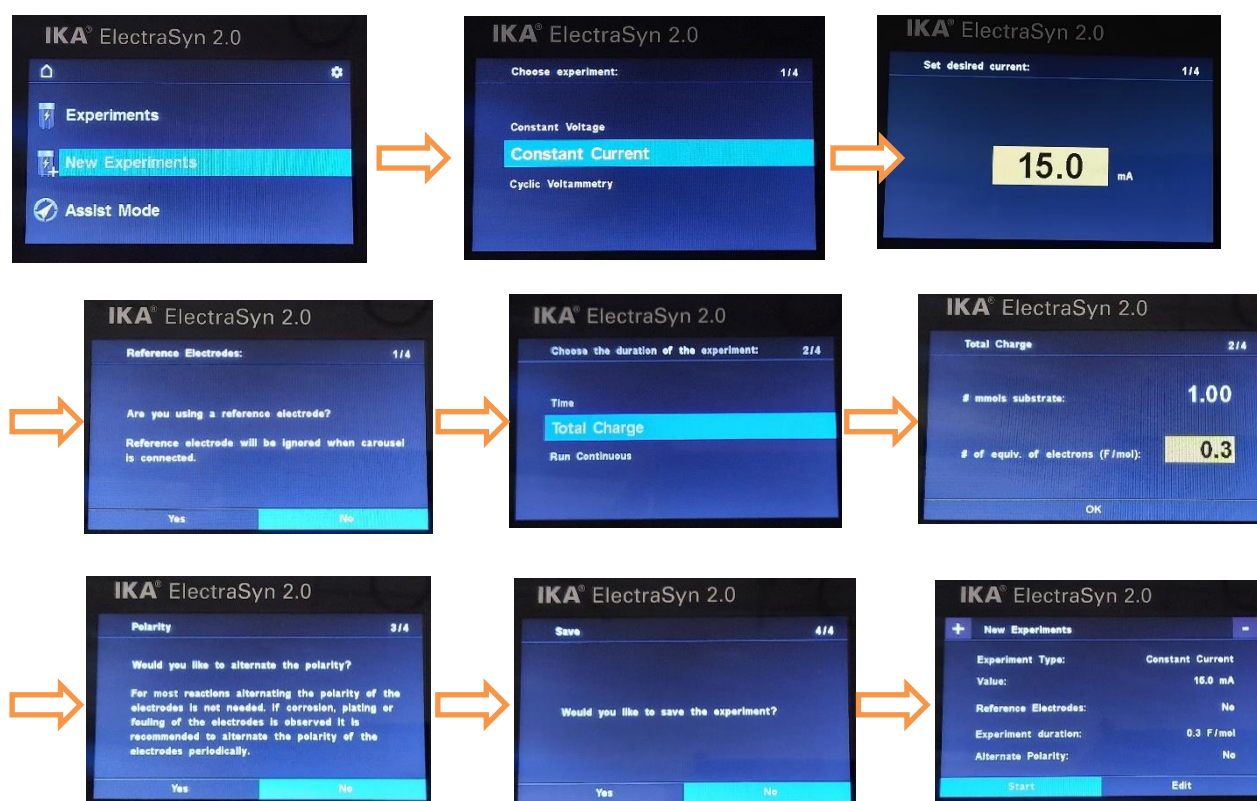 IKA® ElectraSyn 2.0
Experiments
New Experiments
Assist Mode
IKA® ElectraSyn 2.0
Choose experiment: 1/4
Constant Voltage
Constant Current
Cyclic Voltammetry
IKA® ElectraSyn 2.0
Set desired current: 1/4
15.0 mA
IKA® ElectraSyn 2.0
Reference Electrodes: 1/4
Are you using a reference electrode?
Reference electrode will be ignored when carousel
is connected.
Yes No
IKA® ElectraSyn 2.0
Choose the duration of the experiment: 2/4
Time
Total Charge
Run Continuous
IKA® ElectraSyn 2.0
Total Charge 2/4
# mmols substrate: 1.00
# of equiv. of electrons (F/mol): 0.3
OK
IKA® ElectraSyn 2.0
Polarity 3/4
Would you like to alternate the polarity?
For most reactions alternating the polarity of the
electrodes is not needed. If corrosion, plating or
fouling of the electrodes is observed it is
recommended to alternate the polarity of the
electrodes periodically.
Yes No
IKA® ElectraSyn 2.0
Save 4/4
Would you like to save the experiment?
Yes No
IKA® ElectraSyn 2.0
+ New Experiments -
Experiment Type: Constant Current
Value: 15.0 mA
Reference Electrodes: No
Experiment duration: 0.3 F/mol
Alternate Polarity: No
Start Edit